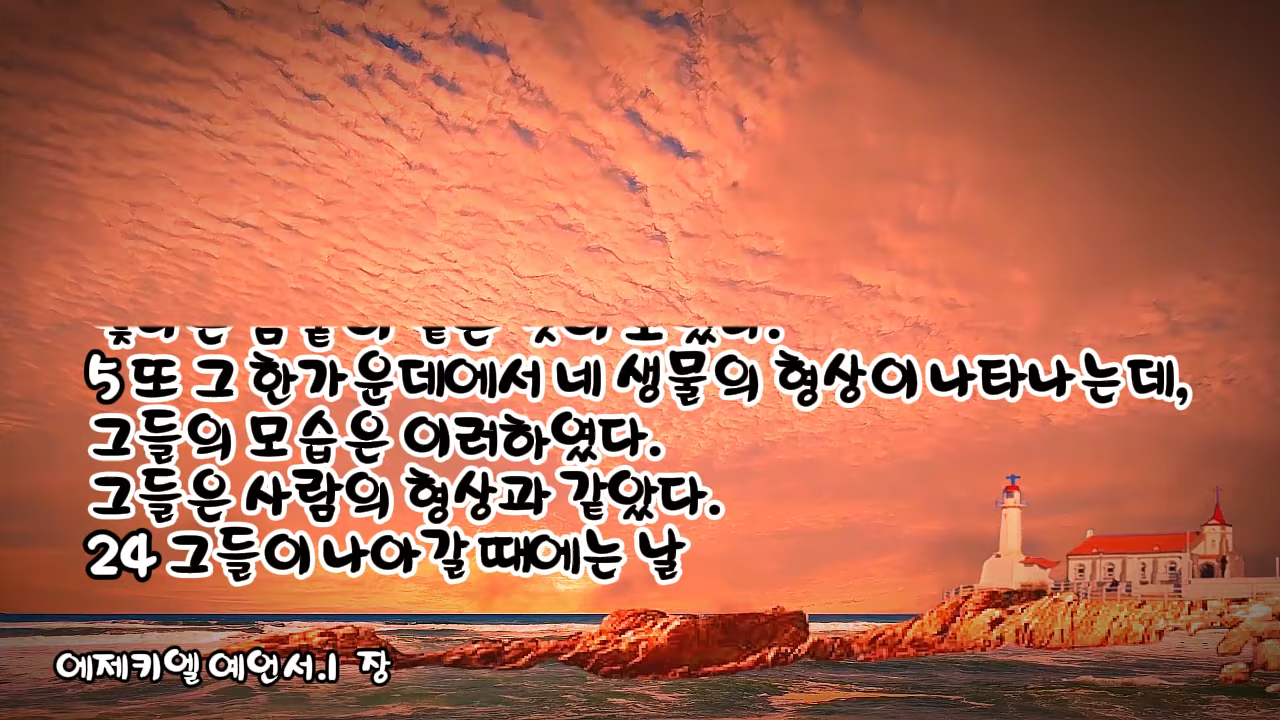 5 또 그 한가운데에서 네 생물의 형상이 나타나는데,
그들의 모습은 이러하였다.
그들은 사람의 형상과 같았다.
24 그들이 나아갈 때에는 날
에제키엘 예언서.1 장